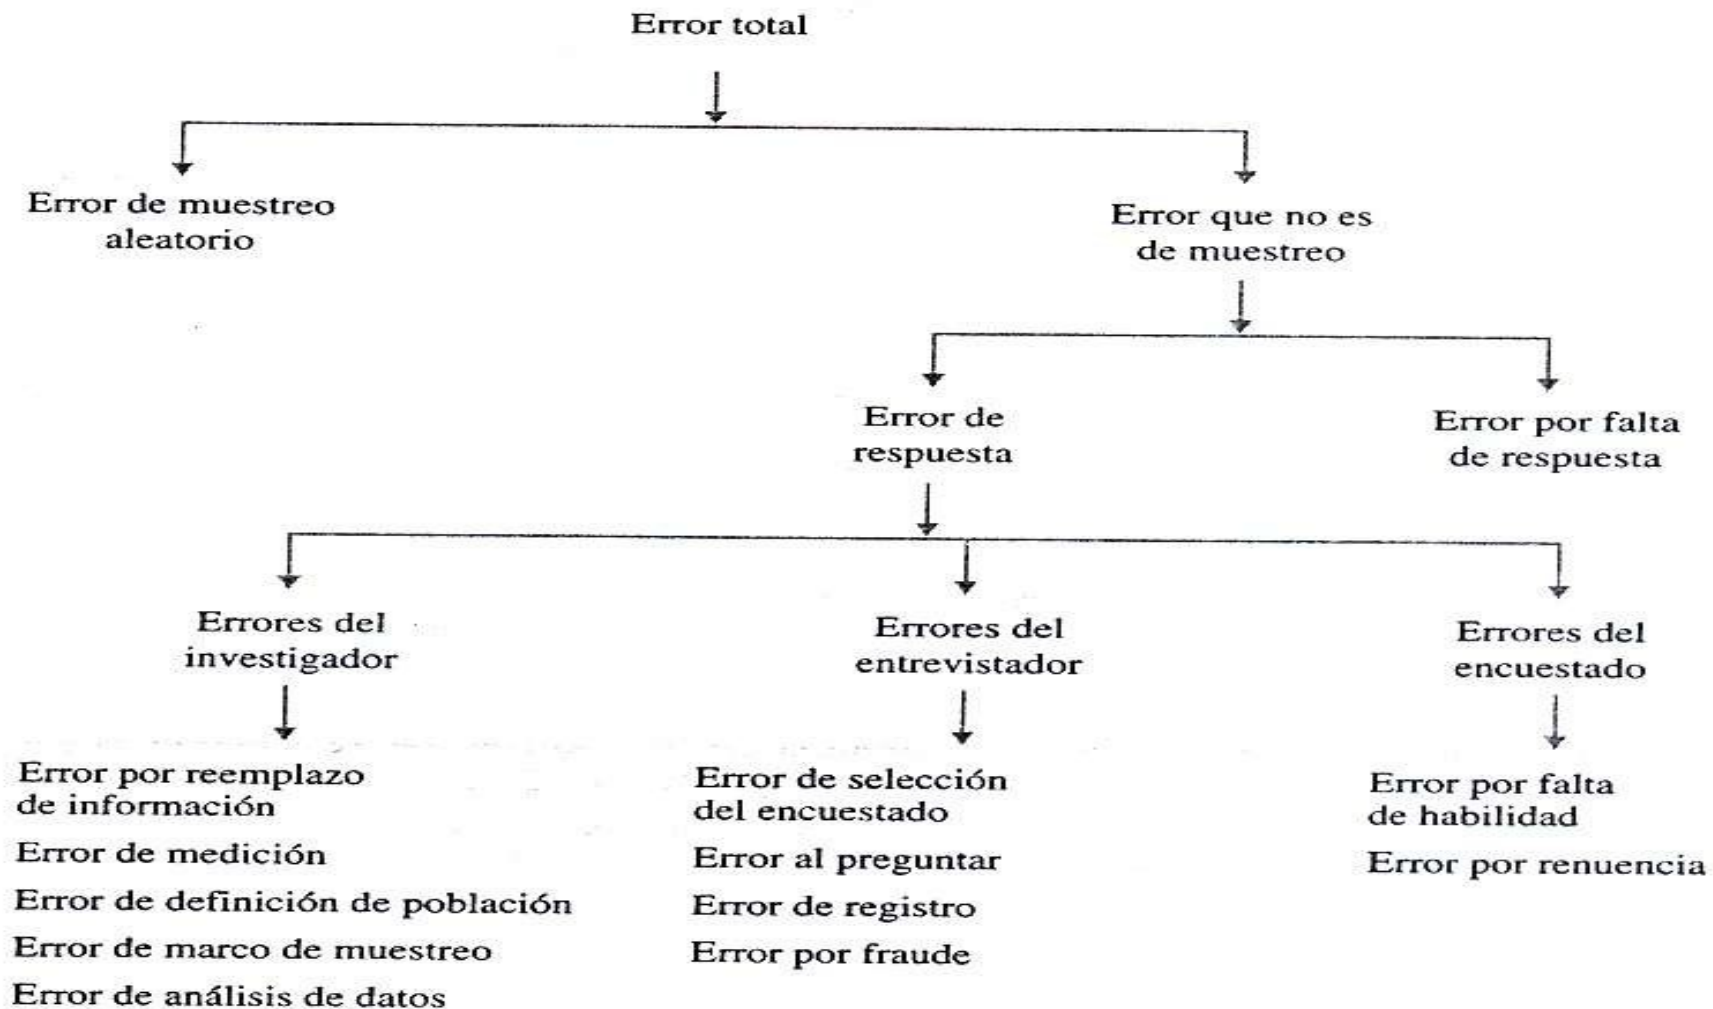 Error total
Error de muestreo
aleatorio
Error que no es
de muestreo
Error de
respuesta
Error por falta
de respuesta
Errores del
investigador
Errores del
entrevistador
Errores del
encuestado
Error por reemplazo
de información
Error de medición
Error de definición de población
Error de marco de muestreo
Error de análisis de datos
Error de selección
del encuestado
Error al preguntar
Error de registro
Error por fraude
Error por falta
de habilidad
Error por renuencia